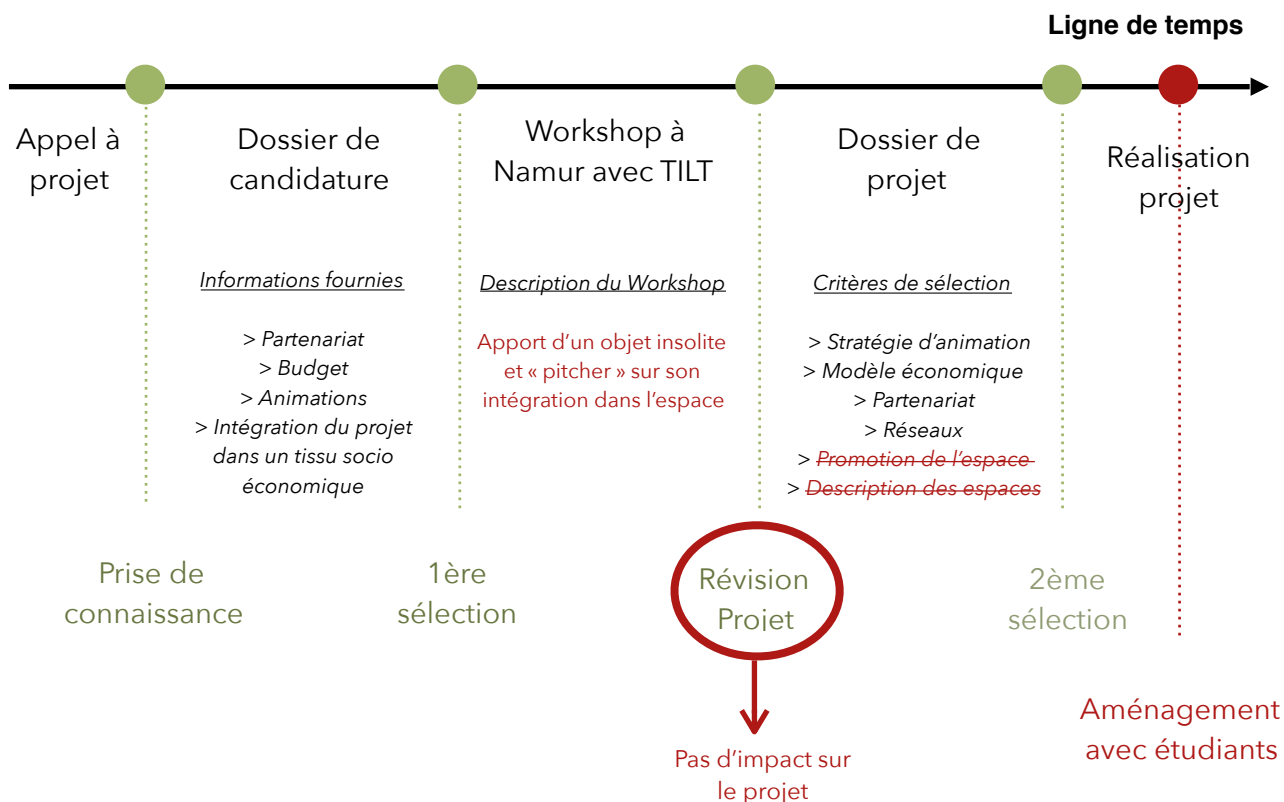 Ligne de temps
Appel à
projet
Dossier de
candidature
Workshop à
Namur avec TILT
Dossier de
projet
Réalisation
projet
Informations fournies
> Partenariat
> Budget
> Animations
> Intégration du projet
dans un tissu socio
économique
Description du Workshop
Apport d'un objet insolite
et « pitcher » sur son
intégration dans l'espace
Critères de sélection
> Stratégie d'animation
> Modèle économique
> Partenariat
> Réseaux
> Promotion de l'espace
> Description des espaces
Prise de
connaissance
1ère
sélection
Révision
Projet
2ème
sélection
Pas d'impact sur
le projet
Aménagement
avec étudiants